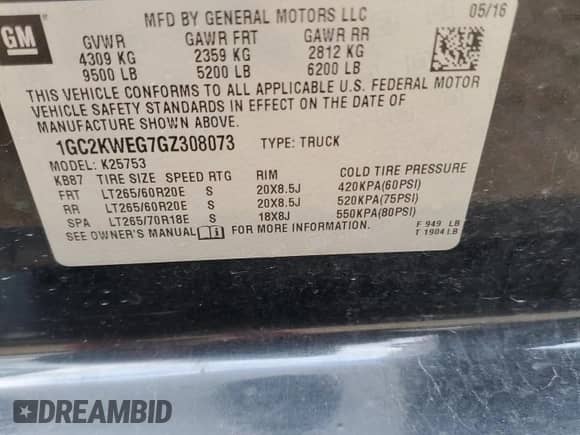 GM
MFD BY GENERAL MOTORS LLC 05/16
GVWR GAWR FRT GAWR RR
4309 KG 2359 KG 2812 KG
9500 LB 5200 LB 6200 LB
THIS VEHICLE CONFORMS TO ALL APPLICABLE U.S. FEDERAL MOTOR
VEHICLE SAFETY STANDARDS IN EFFECT ON THE DATE OF
MANUFACTURE SHOWN ABOVE.
1GC2KWEG7GZ308073 TYPE: TRUCK
MODEL: K25753
KB87 TIRE SIZE SPEED RTG RIM COLD TIRE PRESSURE
FRT LT265/60R20E S 20X8.5J 420KPA(60PSI)
RR LT265/60R20E S 20X8.5J 520KPA(75PSI)
SPA LT265/70R18E S 18X8J 550KPA(80PSI)
SEE OWNER'S MANUAL FOR MORE INFORMATION. F 949 LB
T 1904 LB
DREAMBID